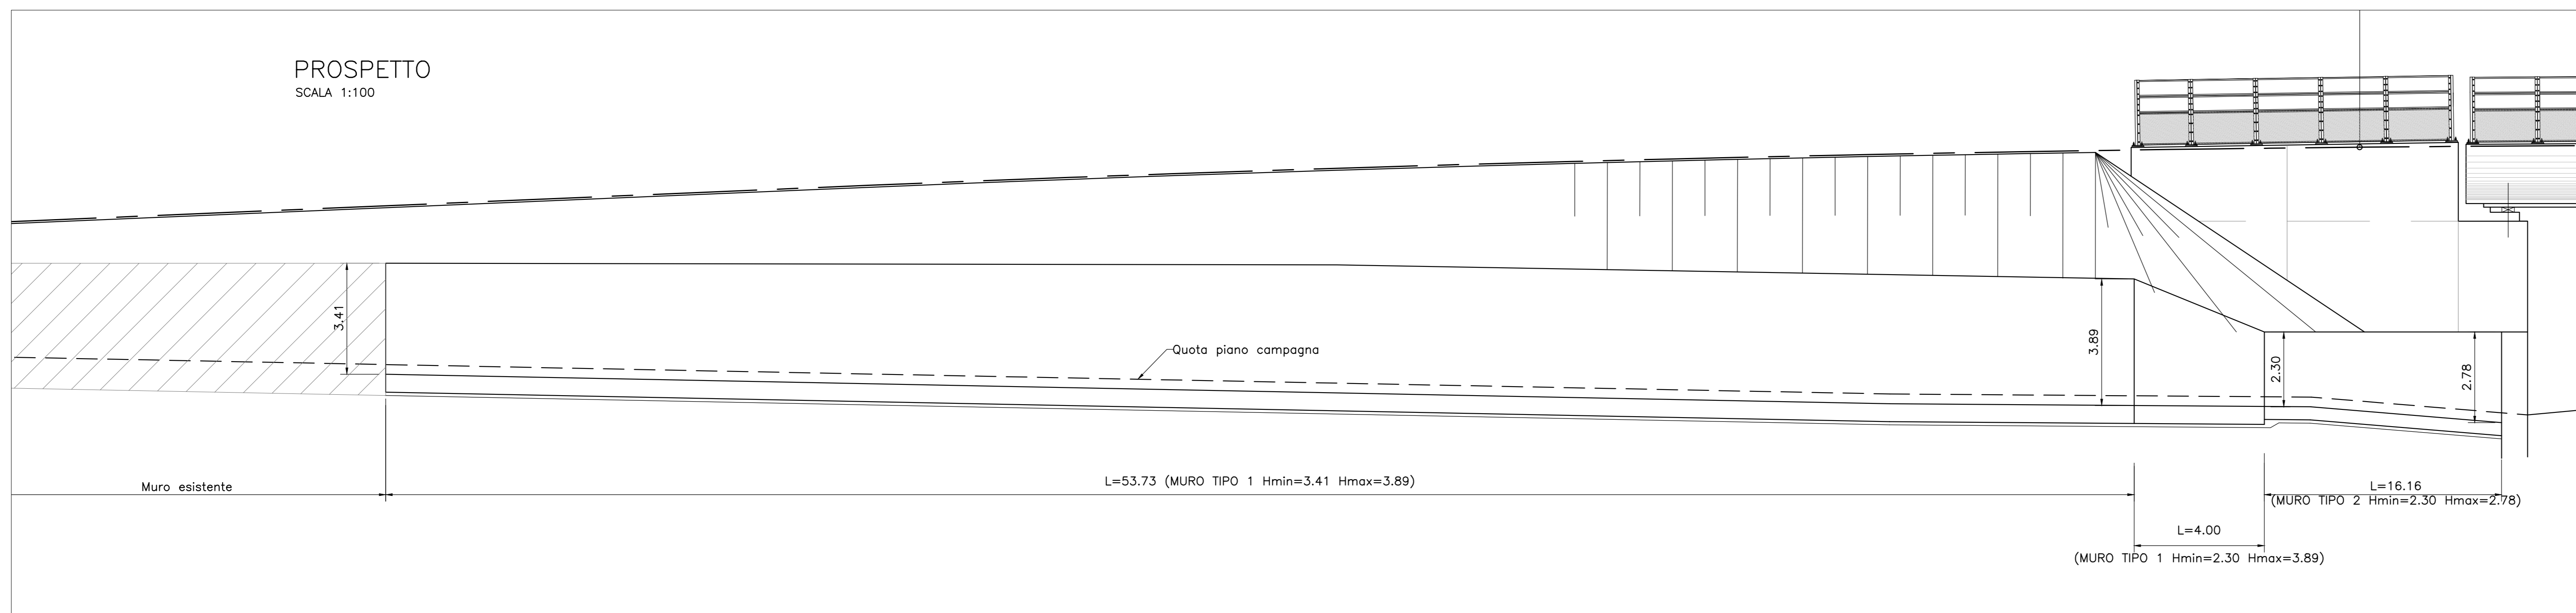 PROSPETTO
SCALA 1:100
3.41
Quota piano campagna
3.89
2.30
2.78
Muro esistente
L=53.73 (MURO TIPO 1 Hmin=3.41 Hmax=3.89)
L=16.16
(MURO TIPO 2 Hmin=2.30 Hmax=2.78)
L=4.00
(MURO TIPO 1 Hmin=2.30 Hmax=3.89)